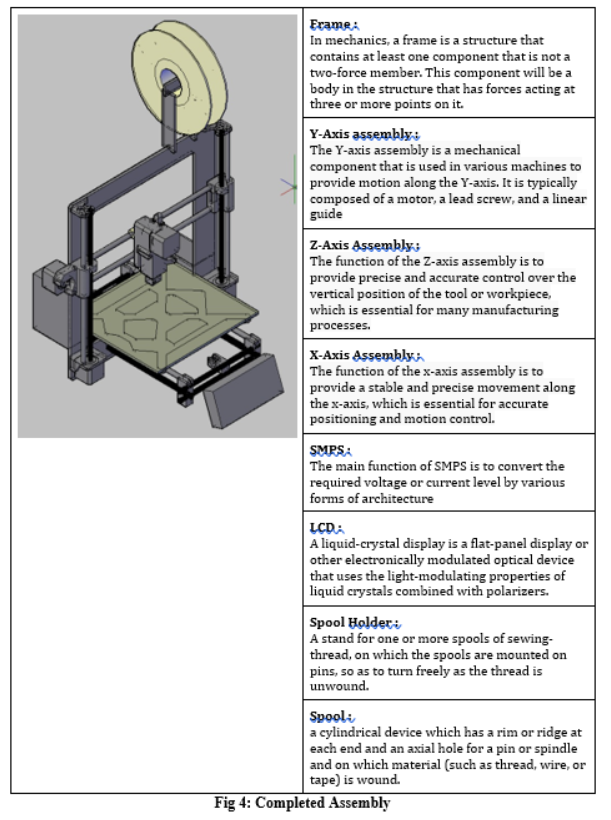 Frame :
In mechanics, a frame is a structure that
contains at least one component that is not a
two-force member. This component will be a
body in the structure that has forces acting at
three or more points on it.
Y-Axis assembly :
The Y-axis assembly is a mechanical
component that is used in various machines to
provide motion along the Y-axis. It is typically
composed of a motor, a lead screw, and a linear
guide
Z-Axis Assembly :
The function of the Z-axis assembly is to
provide precise and accurate control over the
vertical position of the tool or workpiece,
which is essential for many manufacturing
processes.
X-Axis Assembly :
The function of the x-axis assembly is to
provide a stable and precise movement along
the x-axis, which is essential for accurate
positioning and motion control.
SMPS :
The main function of SMPS is to convert the
required voltage or current level by various
forms of architecture
LCD :
A liquid-crystal display is a flat-panel display or
other electronically modulated optical device
that uses the light-modulating properties of
liquid crystals combined with polarizers.
Spool Holder :
A stand for one or more spools of sewing-
thread, on which the spools are mounted on
pins, so as to turn freely as the thread is
unwound.
Spool :
a cylindrical device which has a rim or ridge at
each end and an axial hole for a pin or spindle
and on which material (such as thread, wire, or
tape) is wound.
Fig 4: Completed Assembly